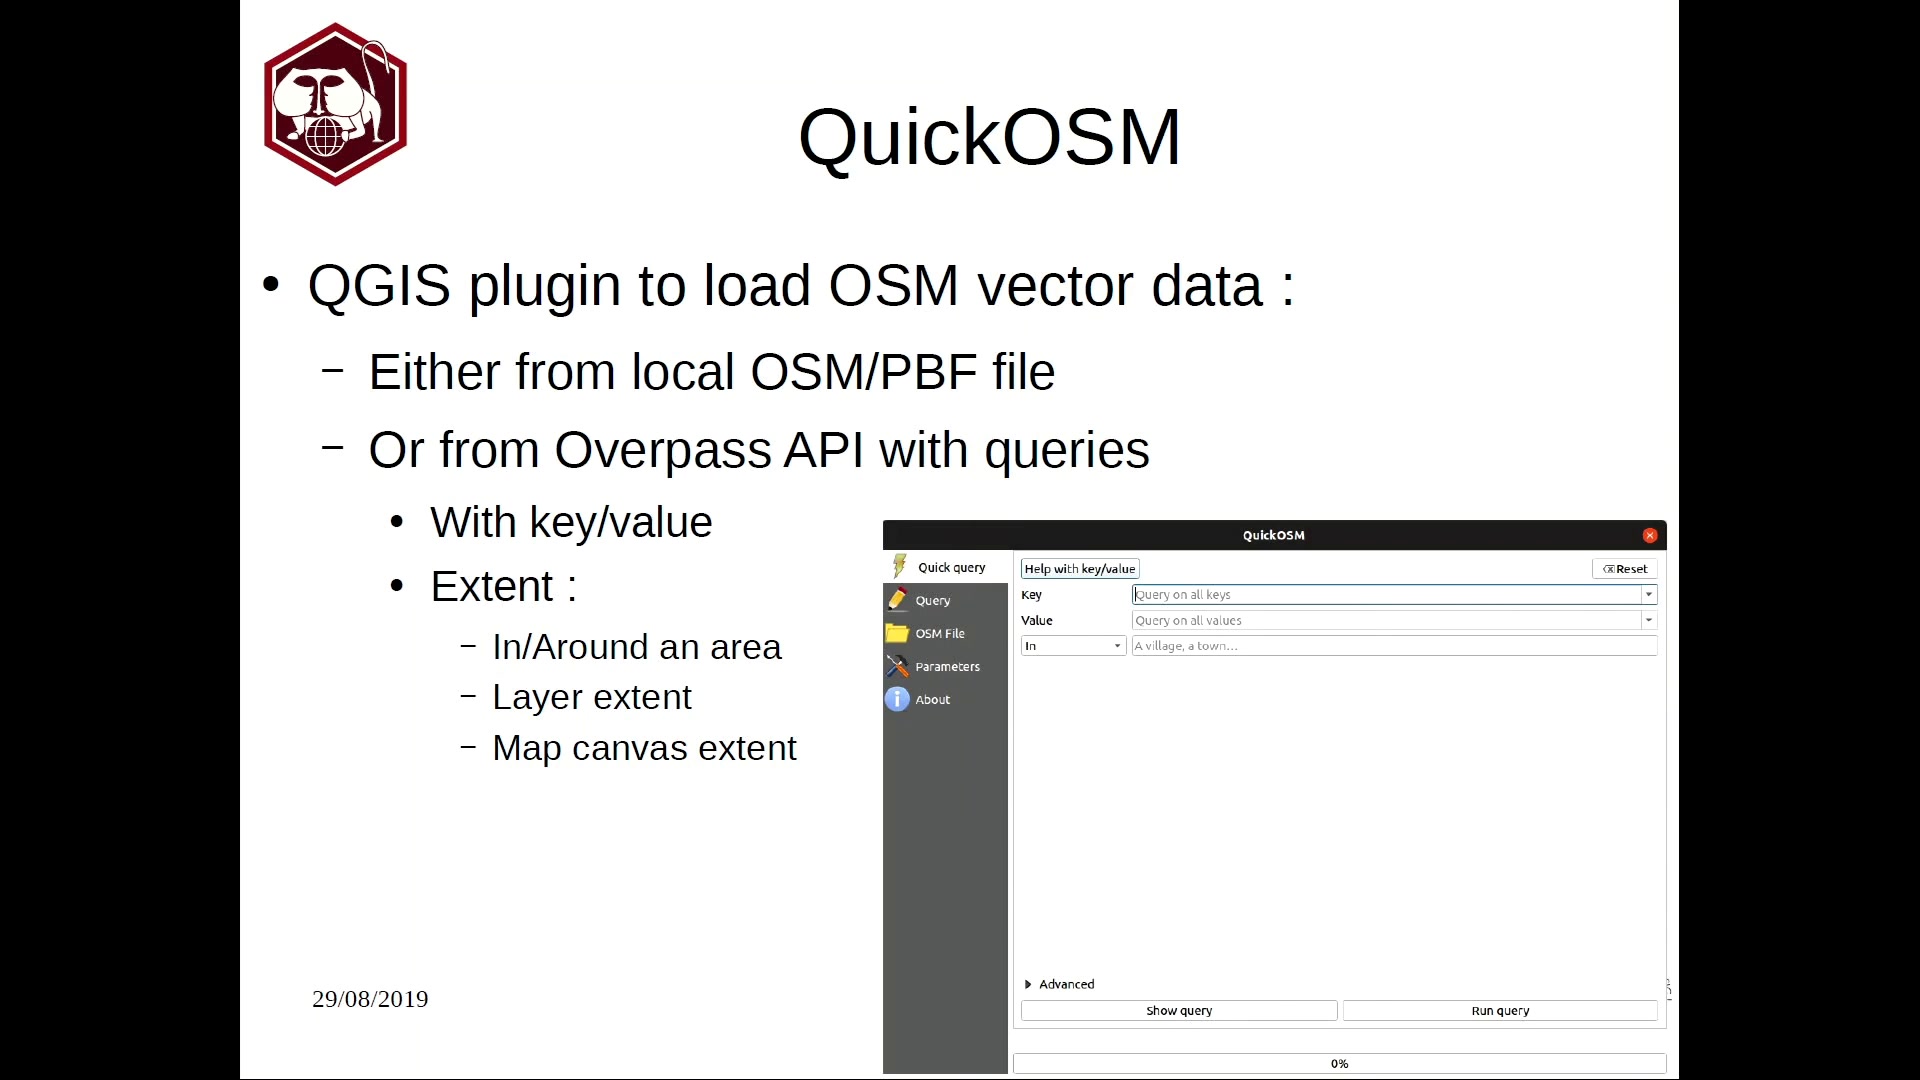 QuickOSM
• QGIS plugin to load OSM vector data :
– Either from local OSM/PBF file
– Or from Overpass API with queries
• With key/value
• Extent :
– In/Around an area
– Layer extent
– Map canvas extent
29/08/2019
QuickOSM
Quick query
Query
OSM File
Parameters
About
Help with key/value
Reset
Key
Query on all keys
Value
Query on all values
In
A village, a town...
Advanced
Show query
Run query
0%